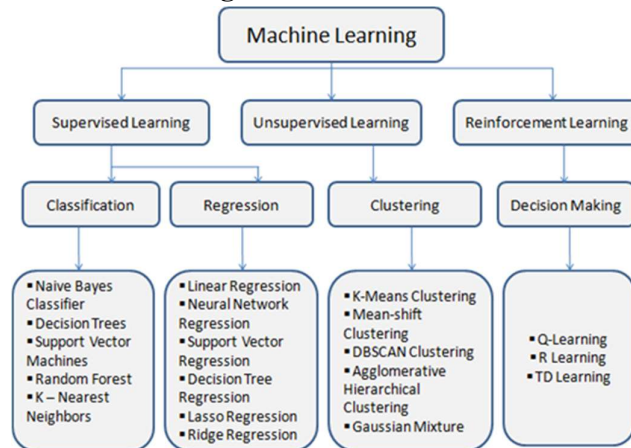 Machine Learning
Supervised Learning
Unsupervised Learning
Reinforcement Learning
Classification
Regression
Clustering
Decision Making
▪ Naive Bayes
Classifier
▪ Decision Trees
▪ Support Vector
Machines
▪ Random Forest
▪ K – Nearest
Neighbors
▪ Linear Regression
▪ Neural Network
Regression
▪ Support Vector
Regression
▪ Decision Tree
Regression
▪ Lasso Regression
▪ Ridge Regression
▪ K-Means Clustering
▪ Mean-shift
Clustering
▪ DBSCAN Clustering
▪ Agglomerative
Hierarchical
Clustering
▪ Gaussian Mixture
▪ Q-Learning
▪ R Learning
▪ TD Learning